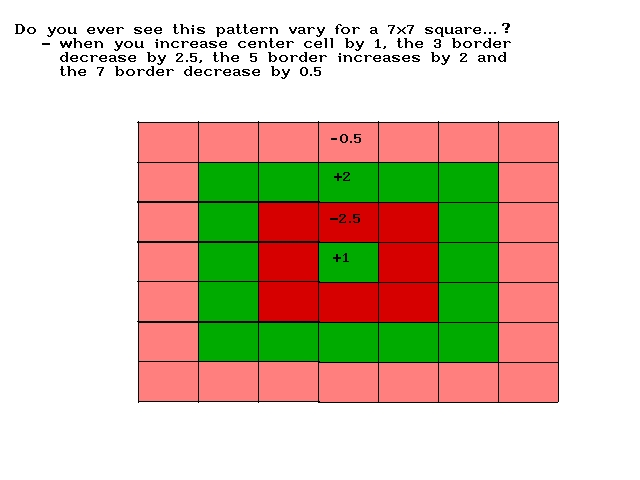 Do you ever see this pattern vary for a 7x7 square...?
- when you increase center cell by 1, the 3 border
decrease by 2.5, the 5 border increases by 2 and
the 7 border decrease by 0.5
-0.5
+2
-2.5
+1